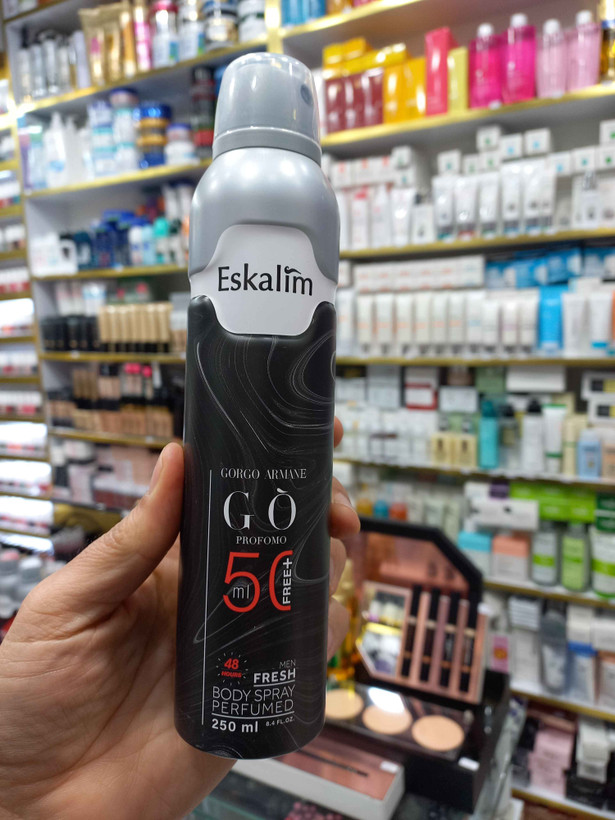 Eskalim
GORGO ARMANE
GÒ
PROFOMO
50
ml
FREE+
48
HOURS
MEN
FRESH
BODY SPRAY
PERFUMED
250 ml 8.4 FL.OZ.